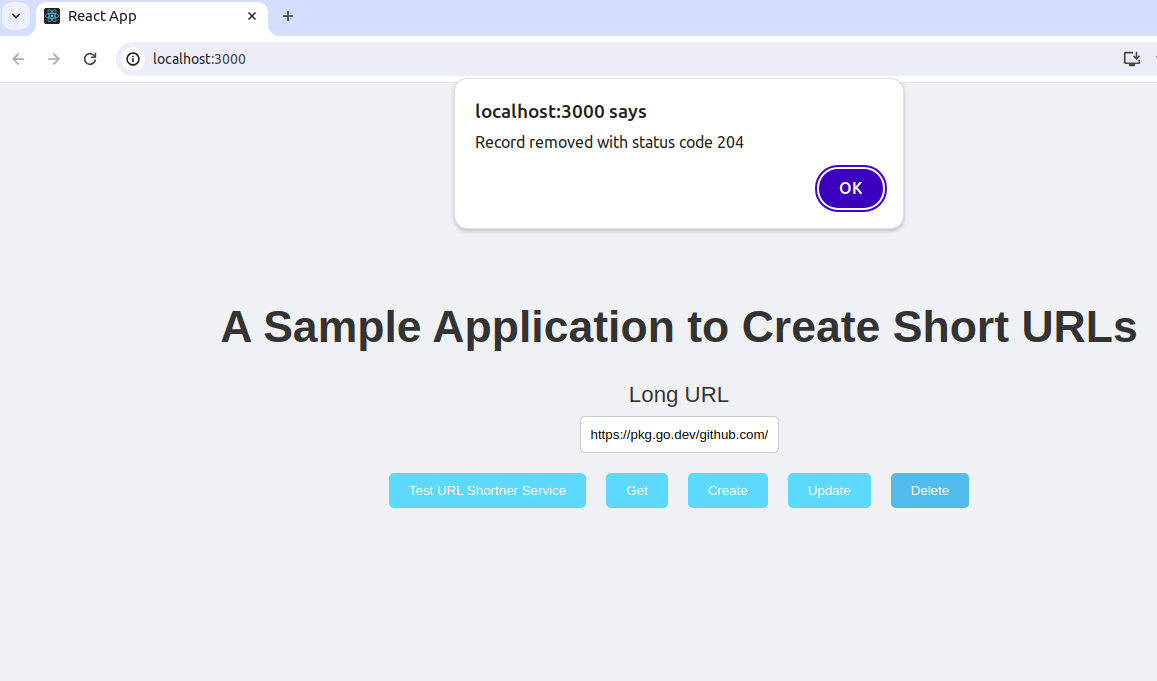 React App
localhost:3000
localhost:3000 says
Record removed with status code 204
OK
A Sample Application to Create Short URLs
Long URL
https://pkg.go.dev/github.com/
Test URL Shortner Service Get Create Update Delete